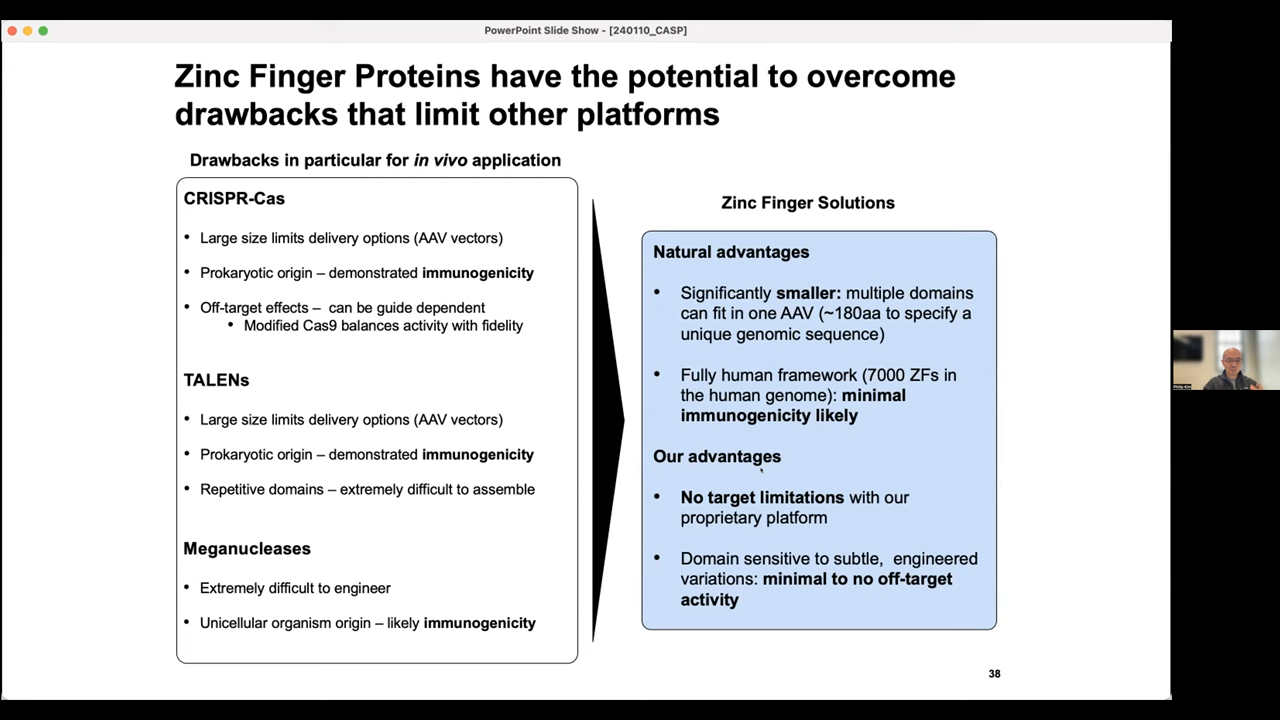 PowerPoint Slide Show - [240110_CASP]
Zinc Finger Proteins have the potential to overcome
drawbacks that limit other platforms
Drawbacks in particular for in vivo application
CRISPR-Cas
• Large size limits delivery options (AAV vectors)
• Prokaryotic origin – demonstrated immunogenicity
• Off-target effects – can be guide dependent
• Modified Cas9 balances activity with fidelity
TALENs
• Large size limits delivery options (AAV vectors)
• Prokaryotic origin – demonstrated immunogenicity
• Repetitive domains – extremely difficult to assemble
Meganucleases
• Extremely difficult to engineer
• Unicellular organism origin – likely immunogenicity
Zinc Finger Solutions
Natural advantages
• Significantly smaller: multiple domains
can fit in one AAV (~180aa to specify a
unique genomic sequence)
• Fully human framework (7000 ZFs in
the human genome): minimal
immunogenicity likely
Our advantages
• No target limitations with our
proprietary platform
• Domain sensitive to subtle, engineered
variations: minimal to no off-target
activity
38
Philip Kim